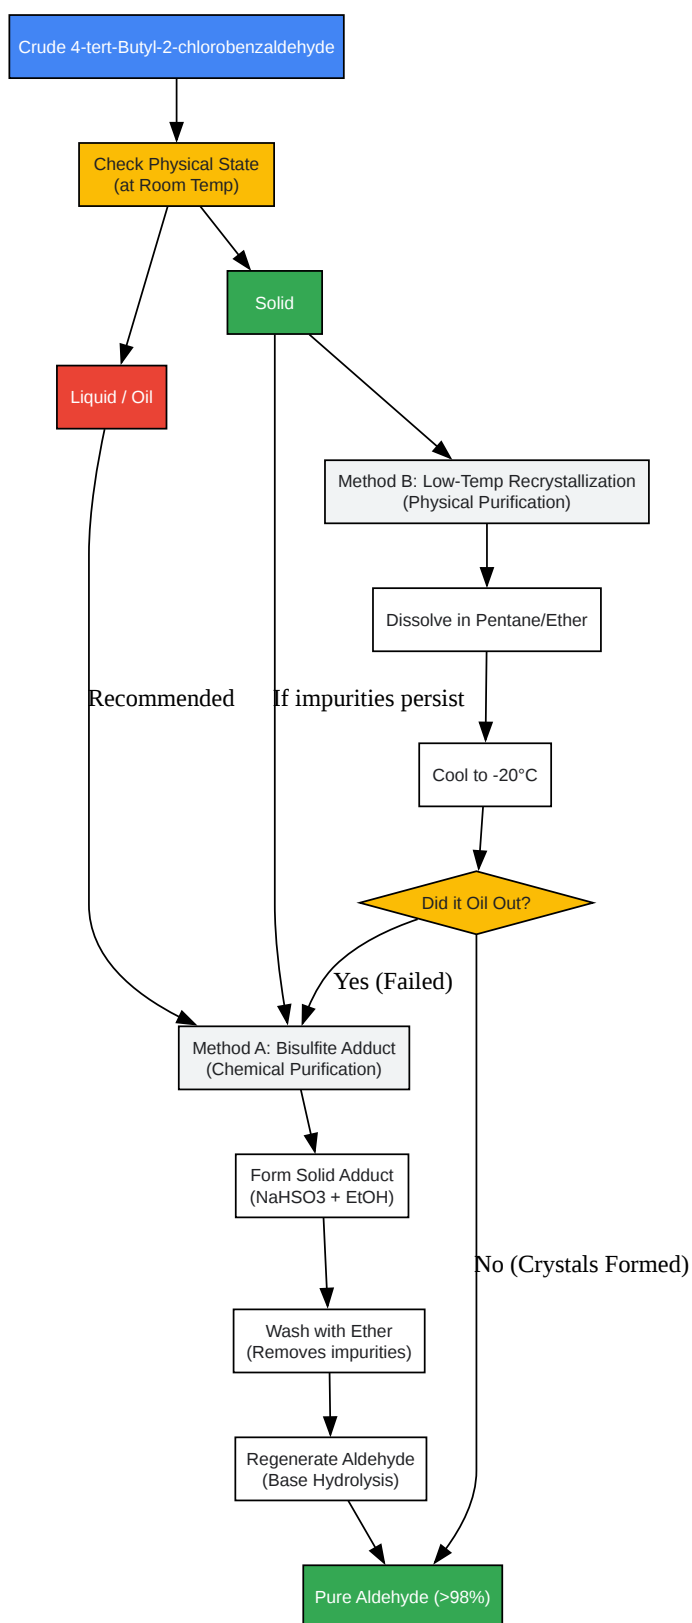 Crude 4-tert-Butyl-2-chlorobenzaldehyde
Check Physical State
(at Room Temp)
Solid
Liquid / Oil
Method B: Low-Temp Recrystallization
(Physical Purification)
Dissolve in Pentane/Ether
Recommended
If impurities persist
Cool to -20°C
Did it Oil Out?
Yes (Failed)
Method A: Bisulfite Adduct
(Chemical Purification)
Form Solid Adduct
(NaHSO3 + EtOH)
No (Crystals Formed)
Wash with Ether
(Removes impurities)
Regenerate Aldehyde
(Base Hydrolysis)
Pure Aldehyde (>98%)